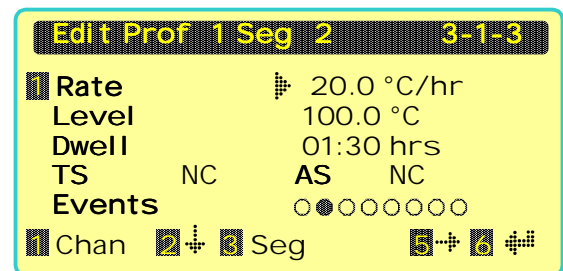 Edit Prof 1 Seg 2 3-1-3
1 Rate 20.0 °C/hr
Level 100.0 °C
Dwell 01:30 hrs
TS NC AS NC
Events
1 Chan 2 3 Seg 5 6